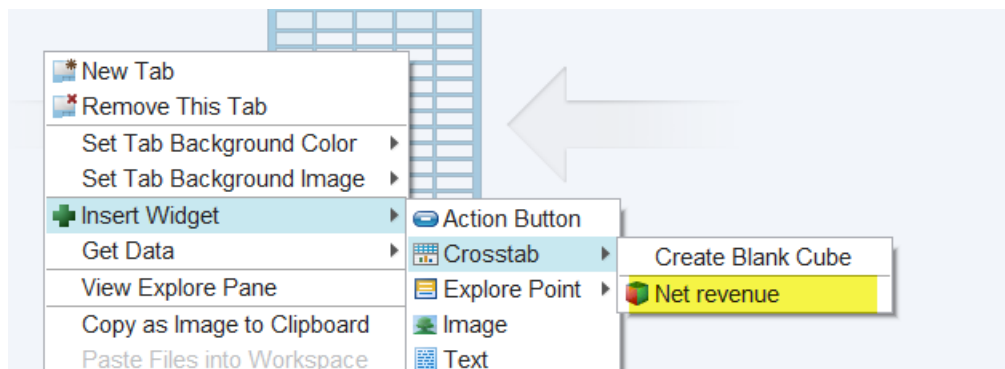 New Tab
Remove This Tab
Set Tab Background Color
Set Tab Background Image
Insert Widget
Get Data
View Explore Pane
Copy as Image to Clipboard
Paste Files into Workspace
Action Button
Crosstab
Explore Point
Image
Text
Create Blank Cube
Net revenue